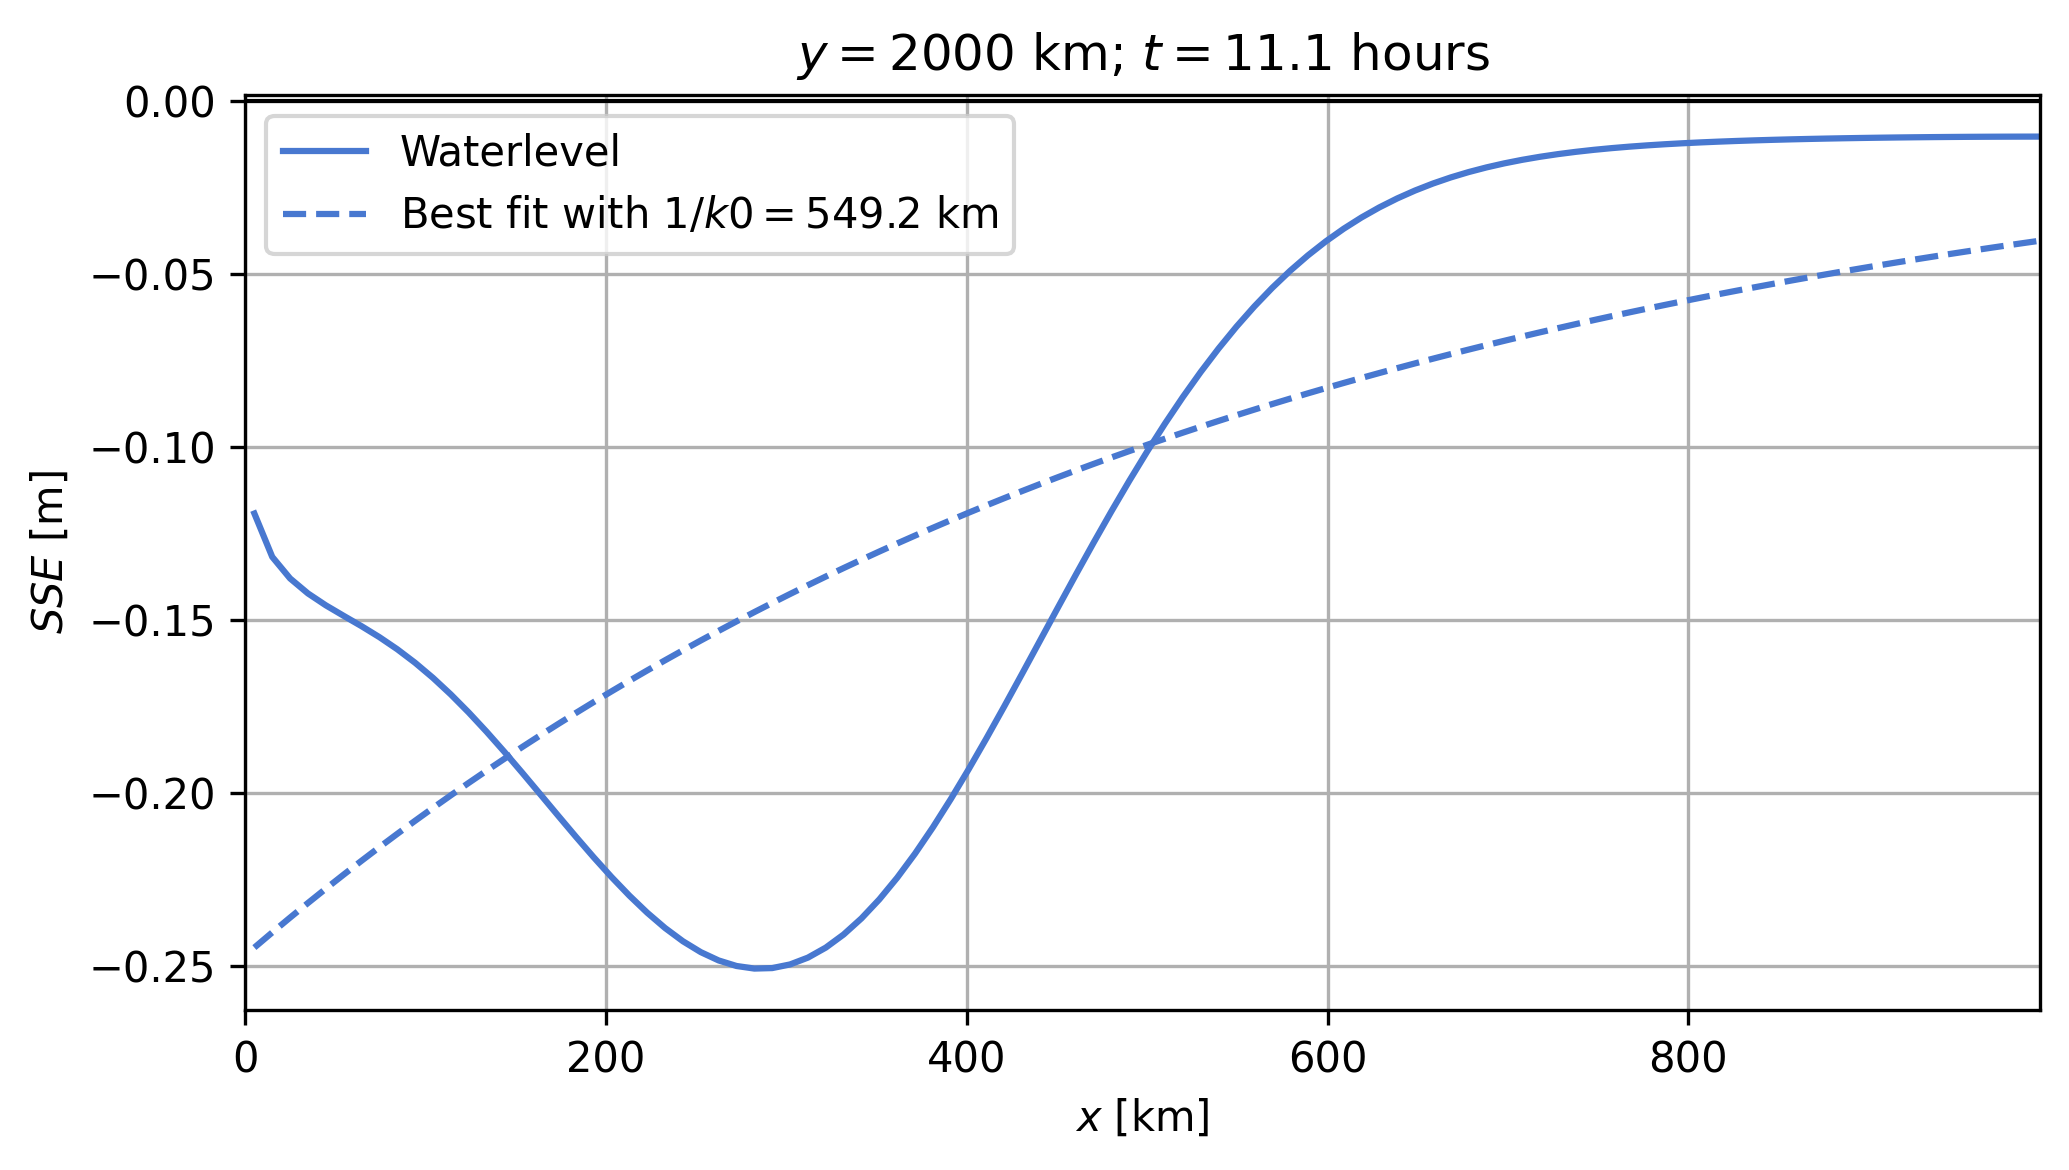 y = 2000 km; t = 11.1 hours
0.00
−0.05
−0.10
−0.15
−0.20
−0.25
SSE [m]
Waterlevel
Best fit with 1/k0 = 549.2 km
0 200 400 600 800
x [km]